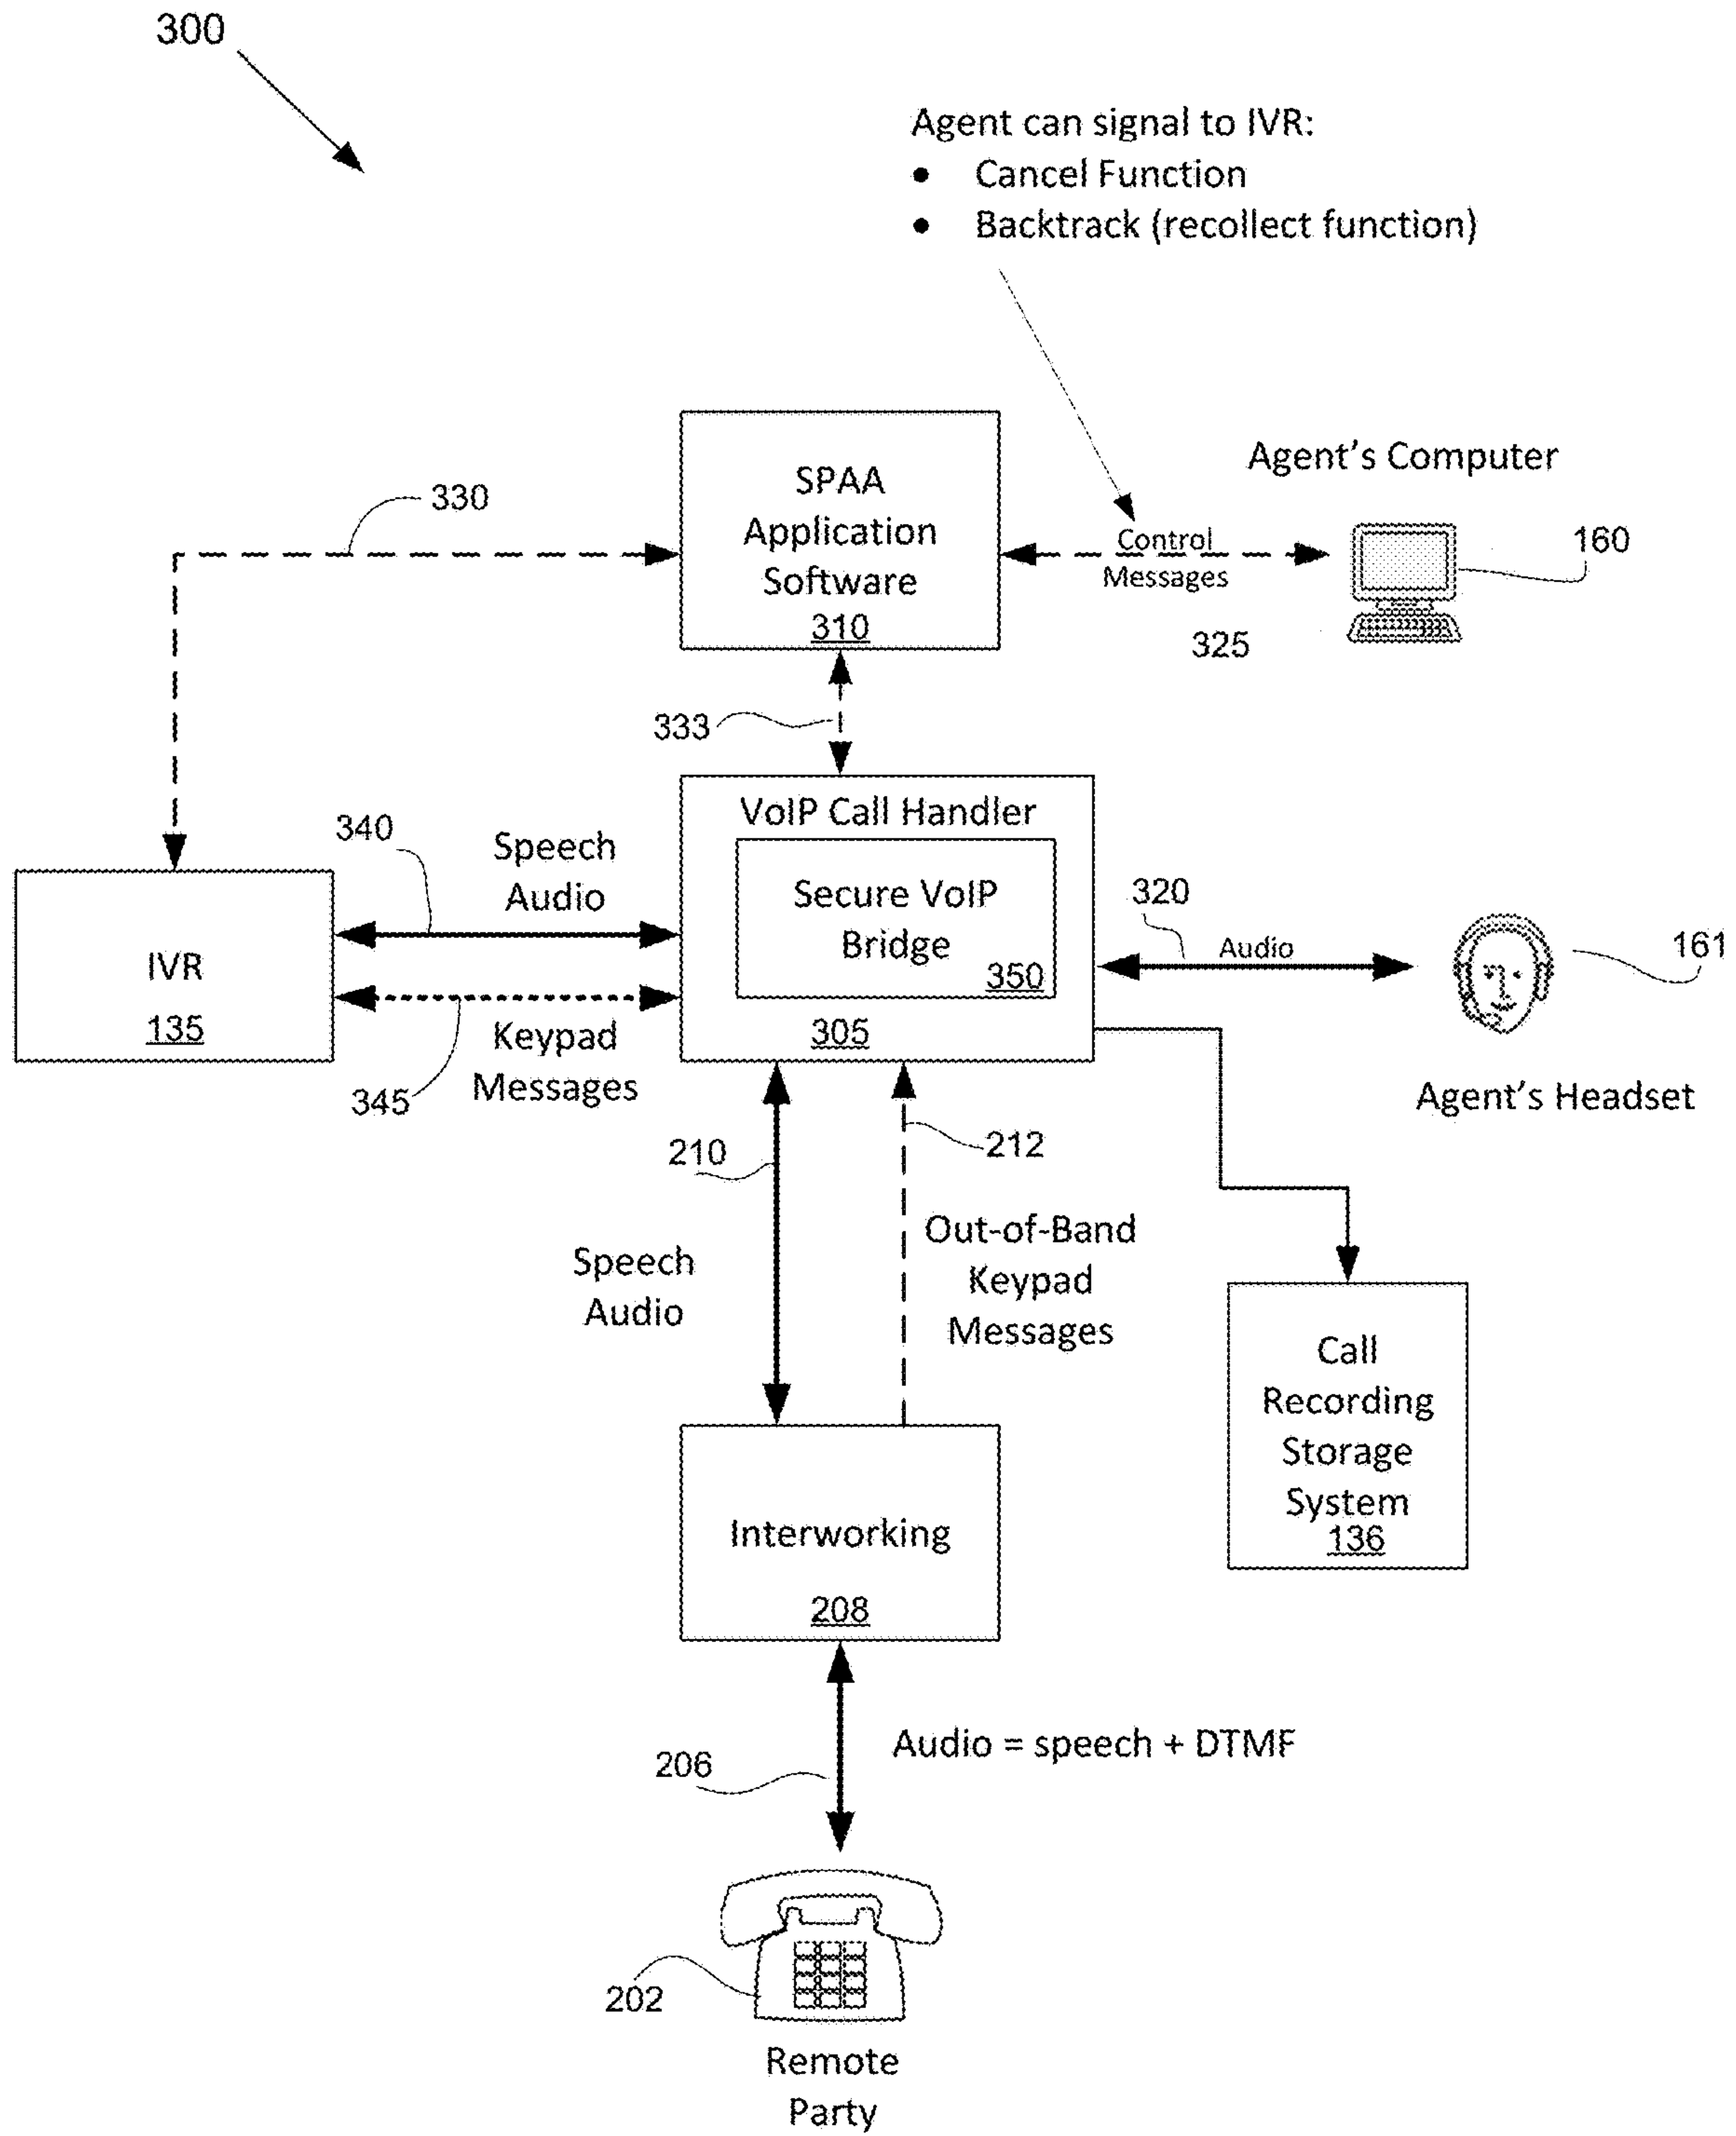 300
Agent can signal to IVR:
• Cancel Function
• Backtrack (recollect function)
SPAA
Application
Software
310
330
Control
Messages
325
Agent's Computer
160
333
VoIP Call Handler
Secure VoIP
Bridge
350
305
340
Speech
Audio
IVR
135
Keypad
Messages
345
320
Audio
161
Agent's Headset
210
212
Speech
Audio
Out-of-Band
Keypad
Messages
Call
Recording
Storage
System
136
Interworking
208
206
Audio = speech + DTMF
202
Remote
Party